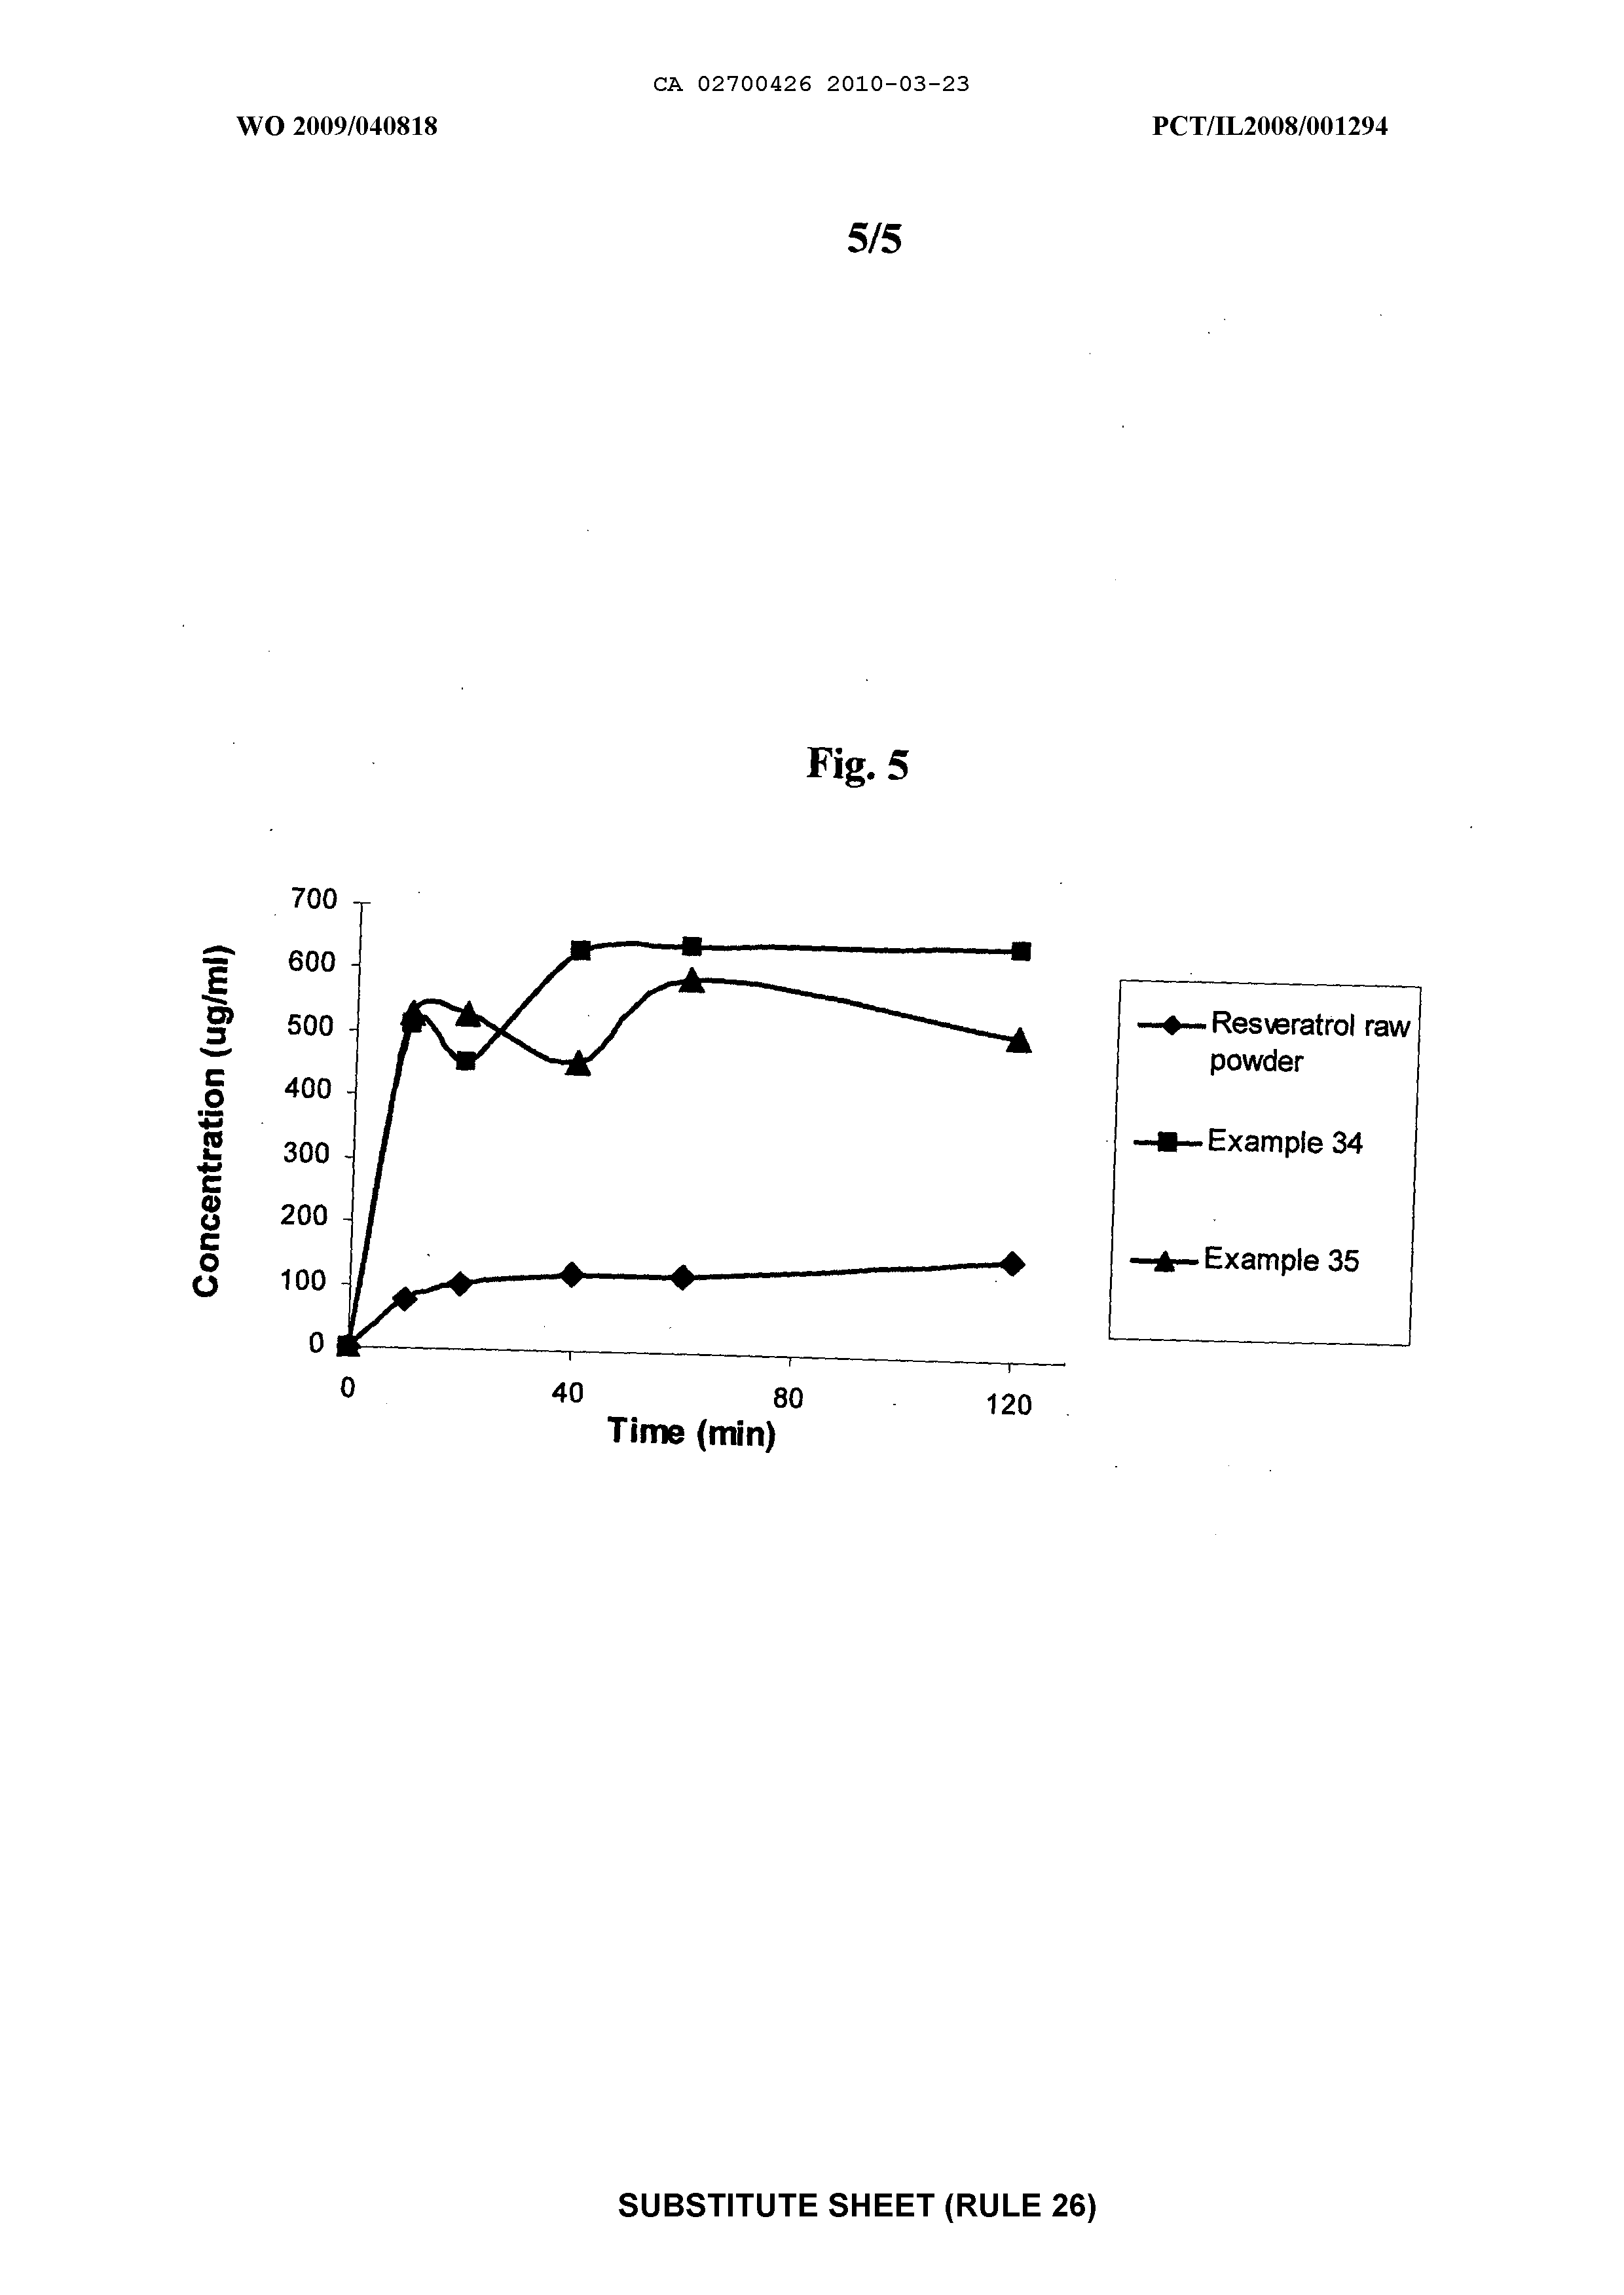 CA 02700426 2010-03-23
WO 2009/040818 PCT/IL2008/001294
5/5
Fig. 5
700
600
500
400
300
200
100
0
Concentration (ug/ml)
0 40 80 120
Time (min)
Resveratrol raw
powder
Example 34
Example 35
SUBSTITUTE SHEET (RULE 26)